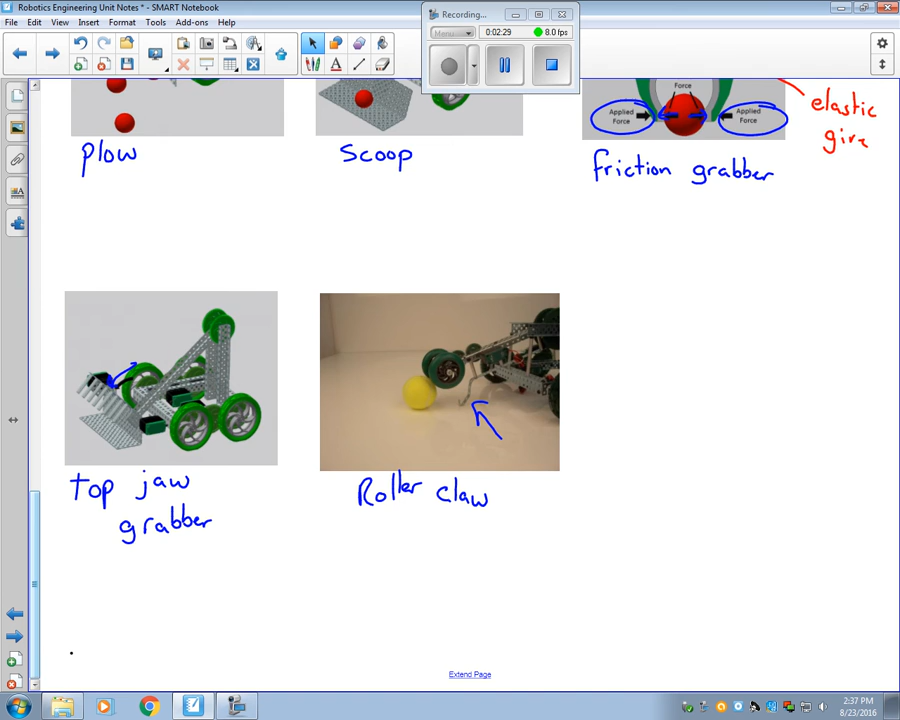 Robotics Engineering Unit Notes * - SMART Notebook
File Edit View Insert Format Tools Add-ons Help
Recording...
Menu
0:02:29
8.0 fps
Force
Applied
Force
Applied
Force
elastic
plow
scoop
friction grabber
top jaw
grabber
Roller claw
Extend Page
2:37 PM
8/23/2016